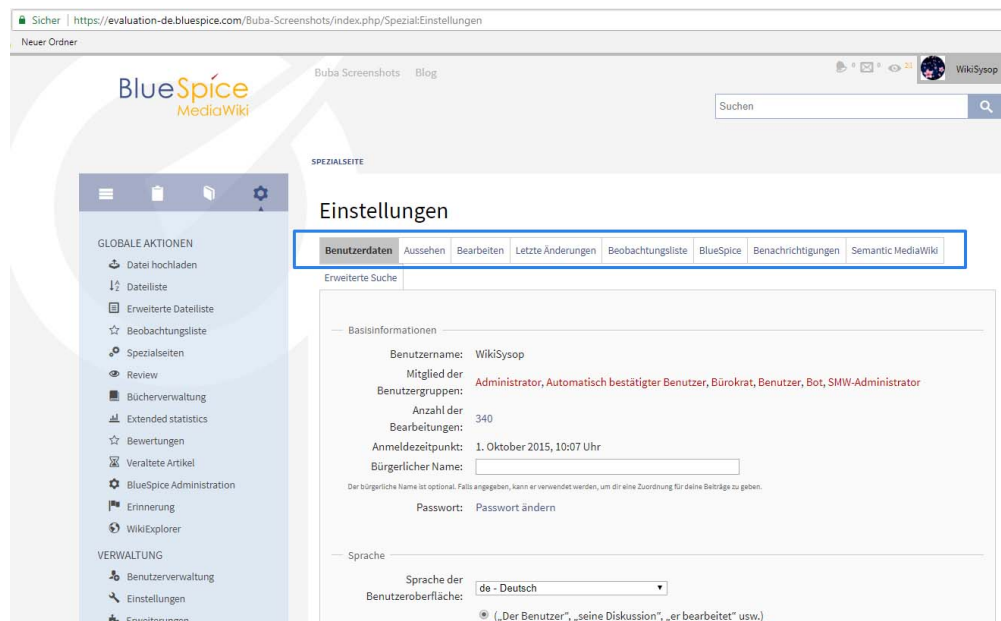 Sicher | https://evaluation-de.bluespice.com/Buba-Screenshots/index.php/Spezial:Einstellungen
Neuer Ordner
Buba Screenshots Blog
0 0 21 WikiSysop
BlueSpice
MediaWiki
Suchen
SPEZIALSEITE
Einstellungen
GLOBALE AKTIONEN
Datei hochladen
Dateiliste
Erweiterte Dateiliste
Beobachtungsliste
Spezialseiten
Review
Bücherverwaltung
Extended statistics
Bewertungen
Veraltete Artikel
BlueSpice Administration
Erinnerung
WikiExplorer
VERWALTUNG
Benutzerverwaltung
Einstellungen
Erweiterungen
Benutzerdaten Aussehen Bearbeiten Letzte Änderungen Beobachtungsliste BlueSpice Benachrichtigungen Semantic MediaWiki
Erweiterte Suche
Basisinformationen
Benutzername: WikiSysop
Mitglied der
Benutzergruppen: Administrator, Automatisch bestätigter Benutzer, Bürokrat, Benutzer, Bot, SMW-Administrator
Anzahl der
Bearbeitungen: 340
Anmeldezeitpunkt: 1. Oktober 2015, 10:07 Uhr
Bürgerlicher Name:
Der bürgerliche Name ist optional. Falls angegeben, kann er verwendet werden, um dir eine Zuordnung für deine Beiträge zu geben.
Passwort: Passwort ändern
Sprache
Sprache der
Benutzeroberfläche: de - Deutsch
(„Der Benutzer“, „seine Diskussion“, „er bearbeitet“ usw.)